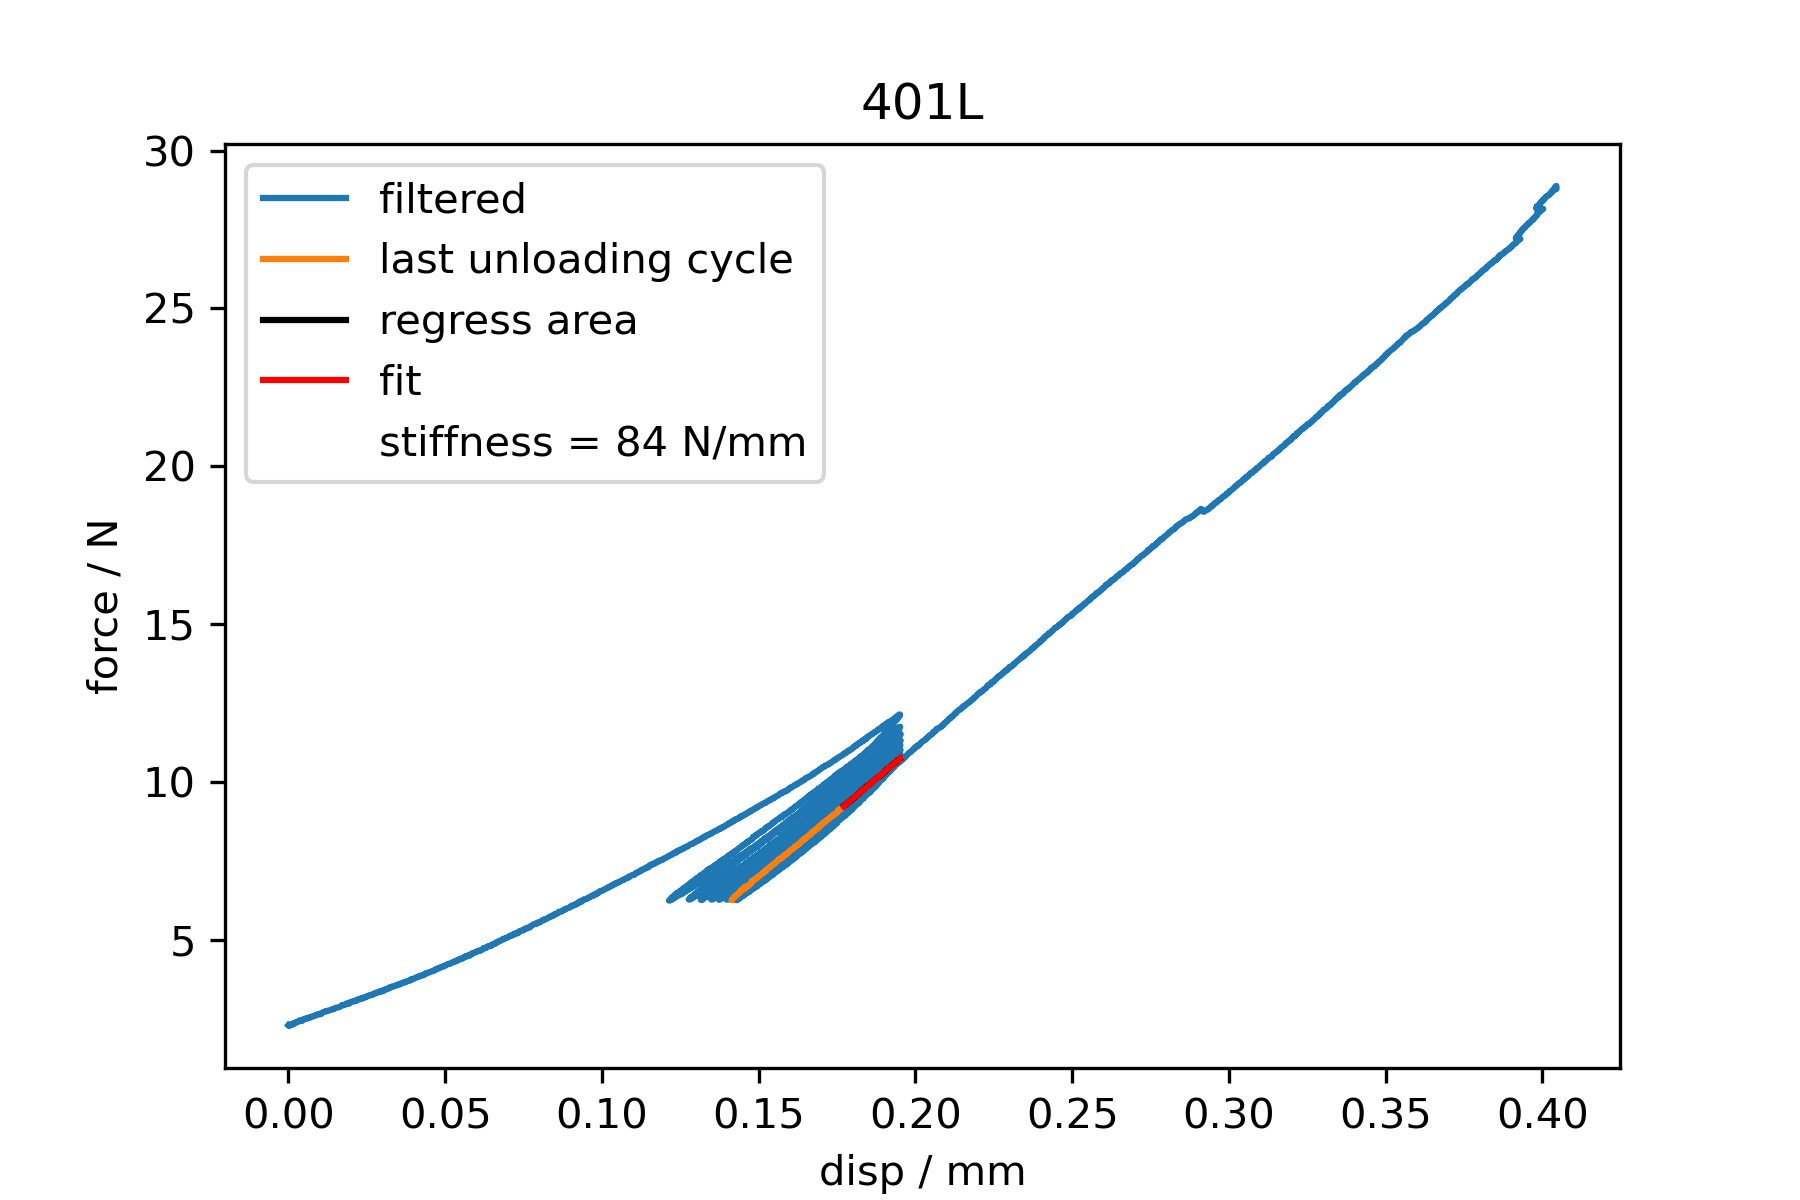 401L
30
25
20
15
10
5
force / N
filtered
last unloading cycle
regress area
fit
stiffness = 84 N/mm
0.00 0.05 0.10 0.15 0.20 0.25 0.30 0.35 0.40
disp / mm